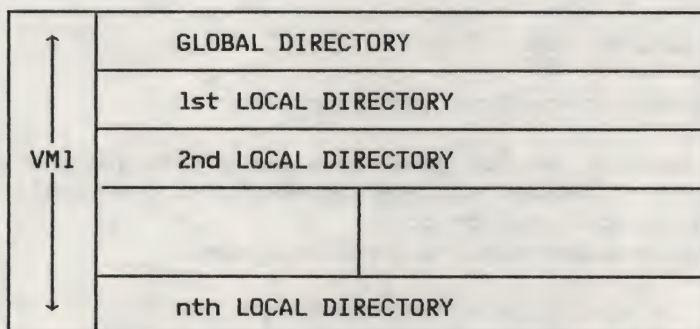 GLOBAL DIRECTORY
1st LOCAL DIRECTORY
VM1
2nd LOCAL DIRECTORY
nth LOCAL DIRECTORY